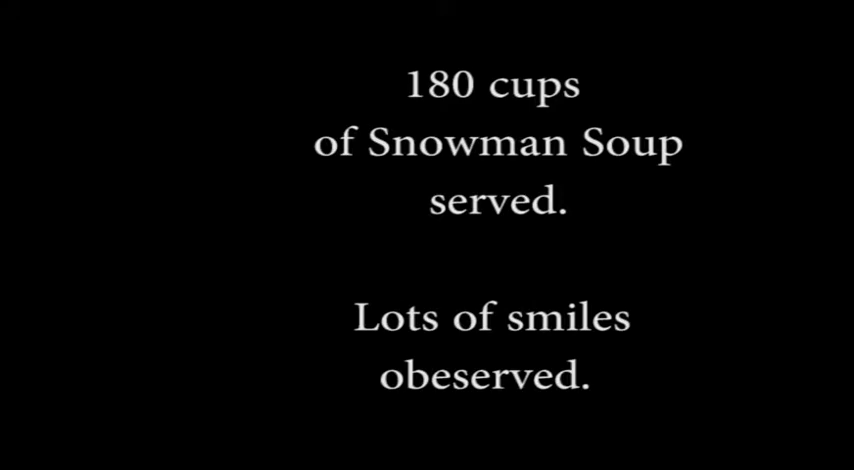 180 cups
of Snowman Soup
served.
Lots of smiles
obeserved.